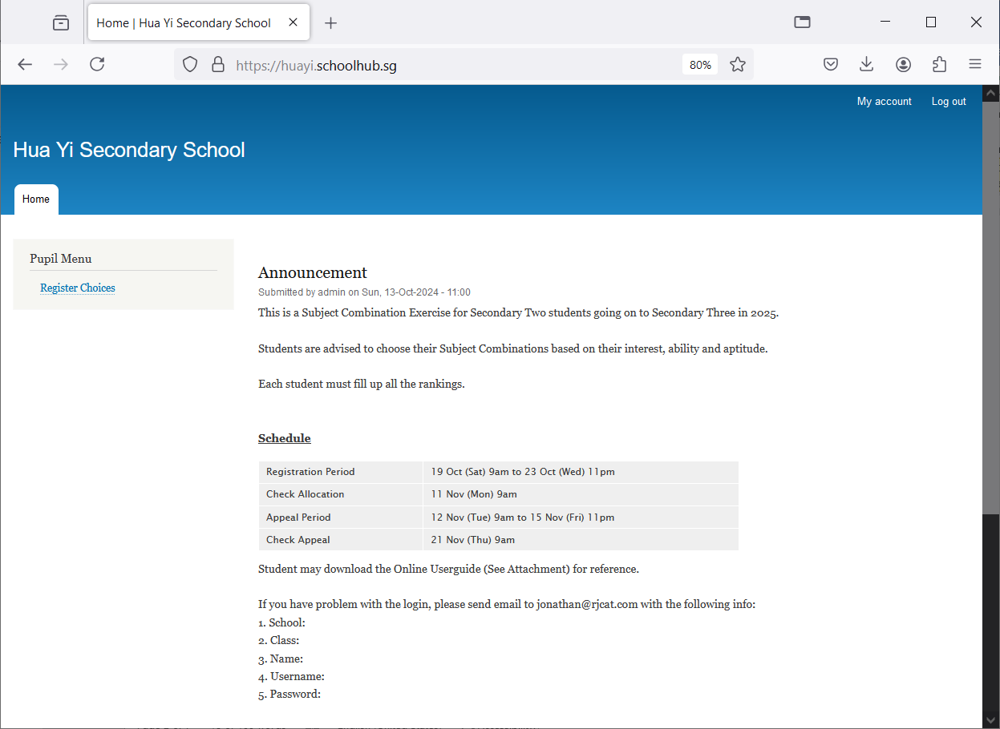 Home | Hua Yi Secondary School
https://huayi.schoolhub.sg
80%
My account Log out
Hua Yi Secondary School
Home
Pupil Menu
Register Choices
Announcement
Submitted by admin on Sun, 13-Oct-2024 - 11:00
This is a Subject Combination Exercise for Secondary Two students going on to Secondary Three in 2025.
Students are advised to choose their Subject Combinations based on their interest, ability and aptitude.
Each student must fill up all the rankings.
Schedule
Registration Period 19 Oct (Sat) 9am to 23 Oct (Wed) 11pm
Check Allocation 11 Nov (Mon) 9am
Appeal Period 12 Nov (Tue) 9am to 15 Nov (Fri) 11pm
Check Appeal 21 Nov (Thu) 9am
Student may download the Online Userguide (See Attachment) for reference.
If you have problem with the login, please send email to jonathan@rjcat.com with the following info:
1. School:
2. Class:
3. Name:
4. Username:
5. Password: